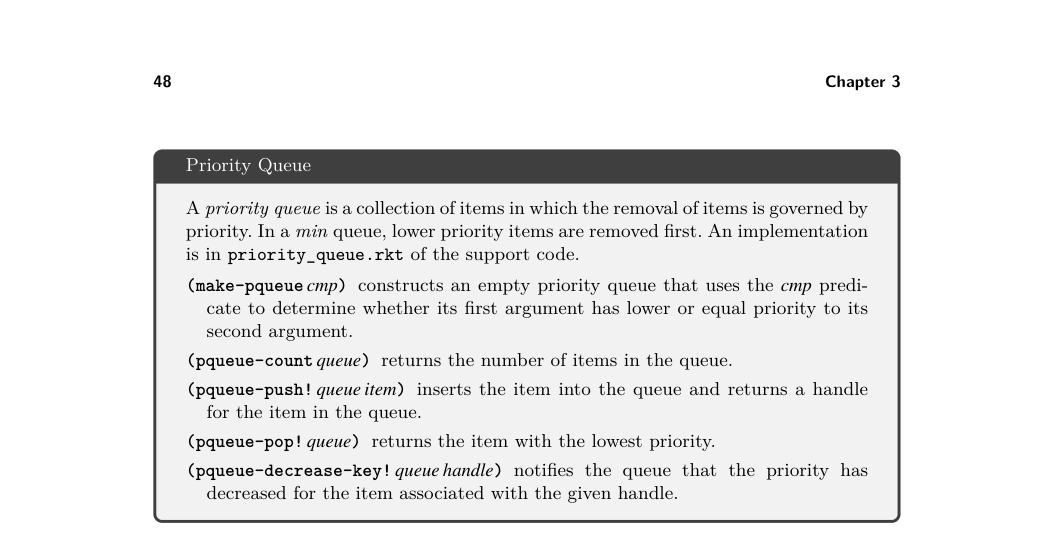 48
Chapter 3
Priority Queue
A priority queue is a collection of items in which the removal of items is governed by
priority. In a min queue, lower priority items are removed first. An implementation
is in priority_queue.rkt of the support code.
(make-pqueue cmp) constructs an empty priority queue that uses the cmp predi-
cate to determine whether its first argument has lower or equal priority to its
second argument.
(pqueue-count queue) returns the number of items in the queue.
(pqueue-push! queue item) inserts the item into the queue and returns a handle
for the item in the queue.
(pqueue-pop! queue) returns the item with the lowest priority.
(pqueue-decrease-key! queue handle) notifies the queue that the priority has
decreased for the item associated with the given handle.